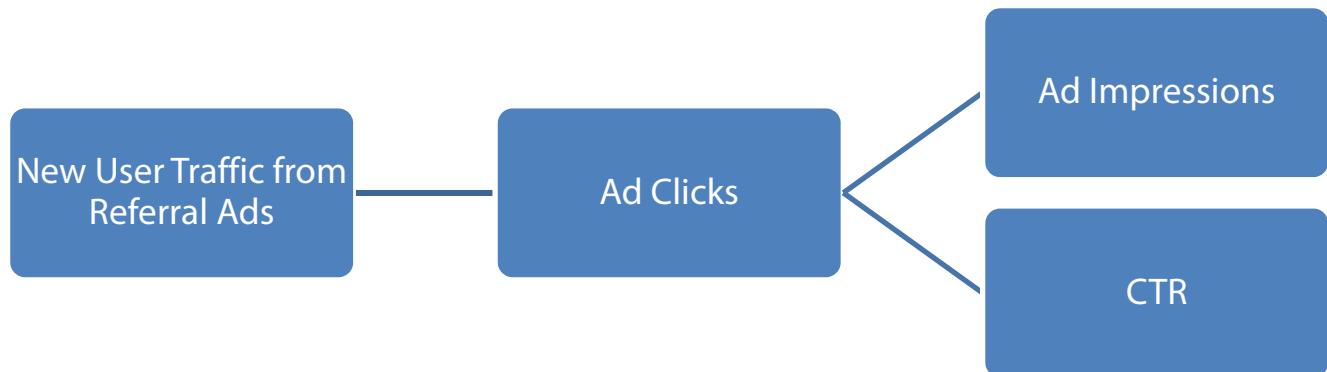 New User Traffic from
Referral Ads
Ad Clicks
Ad Impressions
CTR